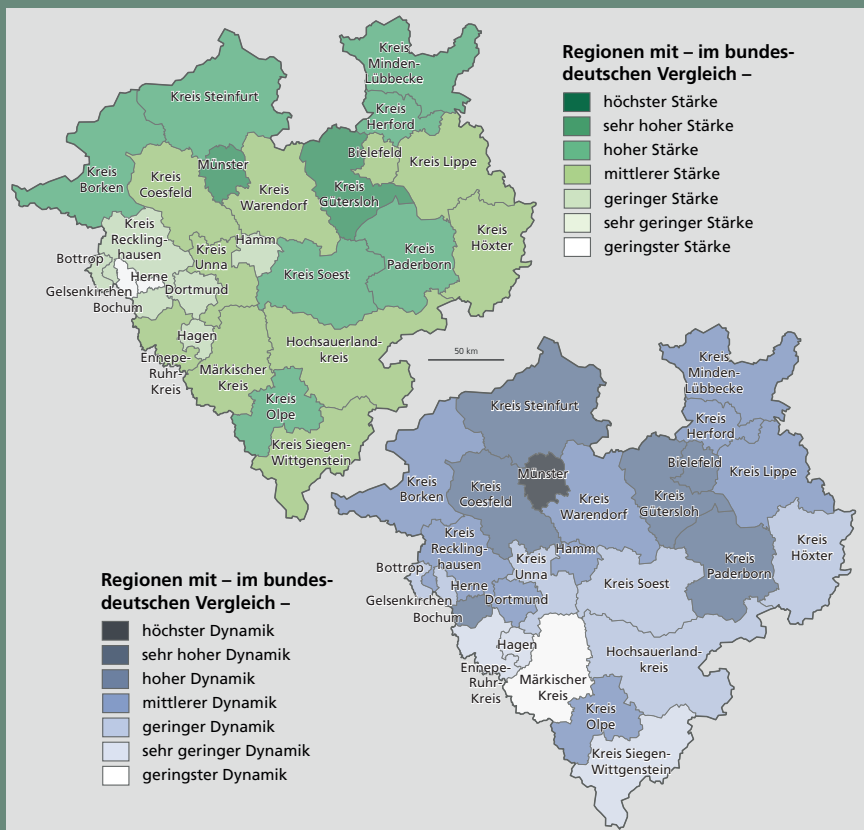 Regionen mit – im bundes-
deutschen Vergleich –
höchster Stärke
sehr hoher Stärke
hoher Stärke
mittlerer Stärke
geringer Stärke
sehr geringer Stärke
geringster Stärke
Kreis
Minden-
Lübbecke
Kreis Steinfurt
Kreis
Herford
Bielefeld
Kreis Lippe
Münster
Kreis
Borken
Kreis
Coesfeld
Kreis
Warendorf
Kreis
Gütersloh
Kreis
Höxter
Kreis
Reckling-
hausen
Kreis
Unna
Hamm
Kreis Soest
Kreis
Paderborn
Bottrop
Herne
Gelsenkirchen
Dortmund
Bochum
Hagen
Ennepe-
Ruhr-
Kreis
Märkischer
Kreis
Hochsauerland-
kreis
Kreis
Olpe
Kreis Siegen-
Wittgenstein
50 km
Kreis
Minden-
Lübbecke
Kreis Steinfurt
Kreis
Herford
Bielefeld
Kreis Lippe
Münster
Kreis
Borken
Kreis
Coesfeld
Kreis
Warendorf
Kreis
Gütersloh
Kreis
Höxter
Kreis
Reckling-
hausen
Kreis
Unna
Hamm
Kreis Soest
Kreis
Paderborn
Bottrop
Herne
Gelsenkirchen
Dortmund
Bochum
Hagen
Ennepe-
Ruhr-
Kreis
Märkischer
Kreis
Hochsauerland-
kreis
Kreis
Olpe
Kreis Siegen-
Wittgenstein
Regionen mit – im bundes-
deutschen Vergleich –
höchster Dynamik
sehr hoher Dynamik
hoher Dynamik
mittlerer Dynamik
geringer Dynamik
sehr geringer Dynamik
geringster Dynamik